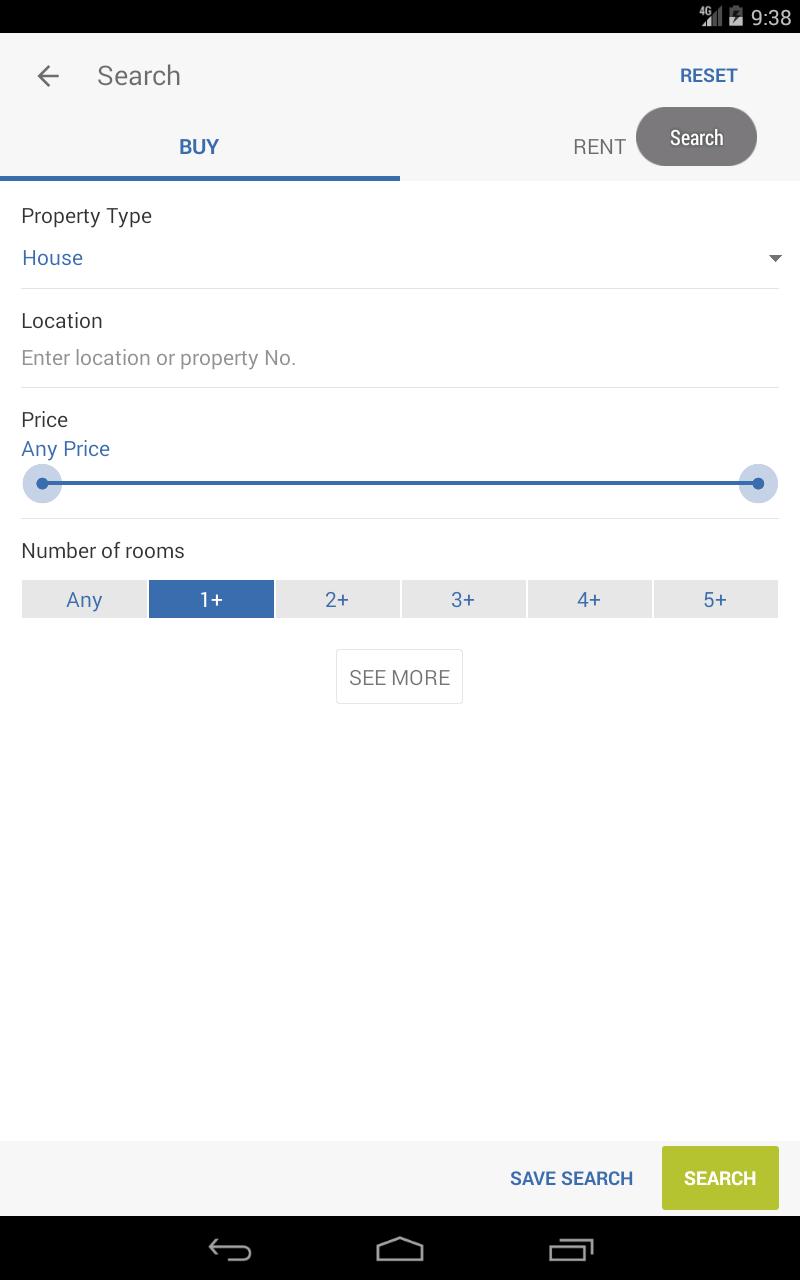 4G 9:38
Search RESET
BUY RENT Search
Property Type
House
Location
Enter location or property No.
Price
Any Price
Number of rooms
Any 1+ 2+ 3+ 4+ 5+
SEE MORE
SAVE SEARCH SEARCH